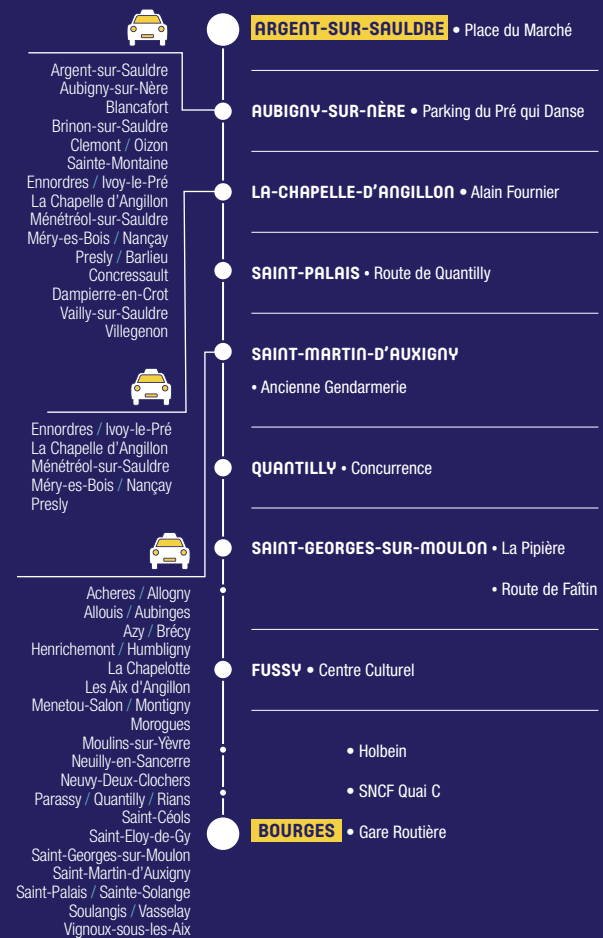 ARGENT-SUR-SAULDRE • Place du Marché
AUBIGNY-SUR-NÈRE • Parking du Pré qui Danse
LA-CHAPELLE-D'ANGILLON • Alain Fournier
SAINT-PALAIS • Route de Quantilly
SAINT-MARTIN-D'AUXIGNY
• Ancienne Gendarmerie
QUANTILLY • Concurrence
SAINT-GEORGES-SUR-MOULON • La Pipière
• Route de Faîtin
FUSSY • Centre Culturel
• Holbein
• SNCF Quai C
BOURGES • Gare Routière
Argent-sur-Sauldre
Aubigny-sur-Nère
Blancafort
Brinon-sur-Sauldre
Clemont / Oizon
Sainte-Montaine
Ennordres / Ivoy-le-Pré
La Chapelle d'Angillon
Ménétréol-sur-Sauldre
Méry-es-Bois / Nançay
Presly / Barlieu
Concressault
Dampierre-en-Crot
Vailly-sur-Sauldre
Villegenon
Ennordres / Ivoy-le-Pré
La Chapelle d'Angillon
Ménétréol-sur-Sauldre
Méry-es-Bois / Nançay
Presly
Acheres / Allogny
Allouis / Aubinges
Azy / Brécy
Henrichemont / Humbligny
La Chapelotte
Les Aix d'Angillon
Menetou-Salon / Montigny
Morogues
Moulins-sur-Yèvre
Neuilly-en-Sancerre
Neuvy-Deux-Clochers
Parassy / Quantilly / Rians
Saint-Céols
Saint-Eloy-de-Gy
Saint-Georges-sur-Moulon
Saint-Martin-d'Auxigny
Saint-Palais / Sainte-Solange
Soulangis / Vasselay
Vignoux-sous-les-Aix